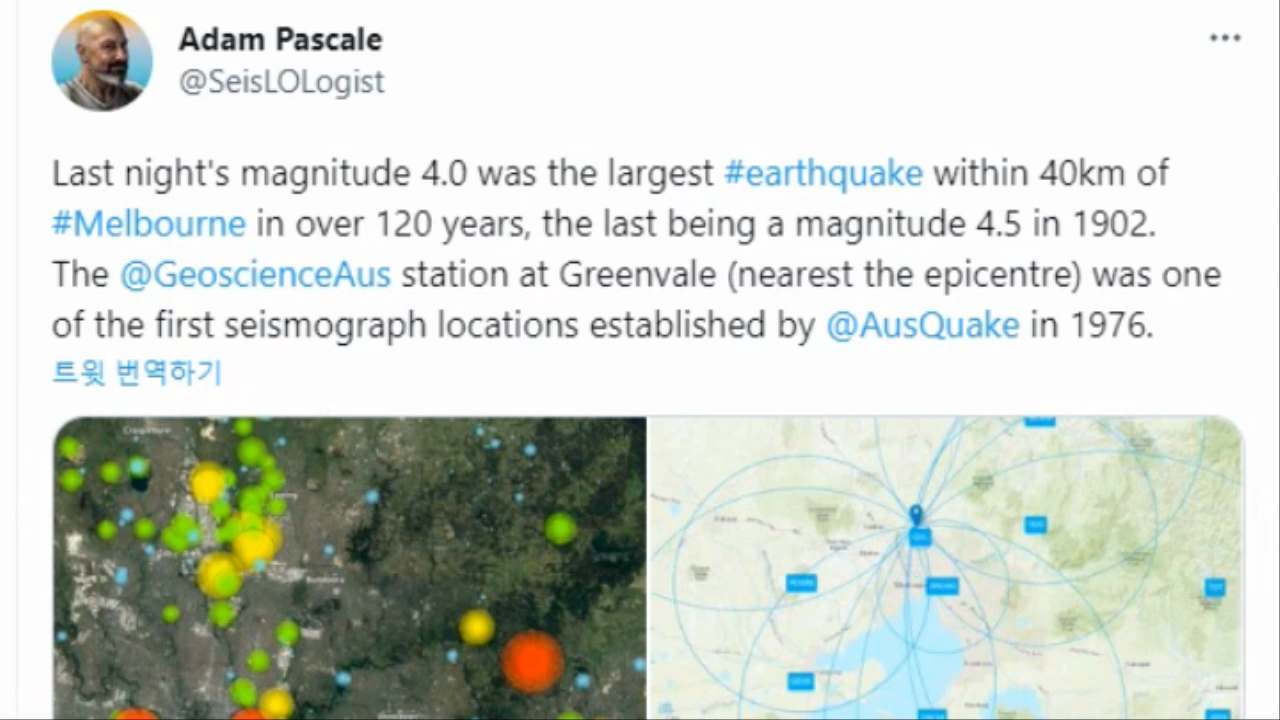 Adam Pascale
@SeisLOLogist
Last night's magnitude 4.0 was the largest #earthquake within 40km of
#Melbourne in over 120 years, the last being a magnitude 4.5 in 1902.
The @GeoscienceAus station at Greenvale (nearest the epicentre) was one
of the first seismograph locations established by @AusQuake in 1976.
트윗 번역하기